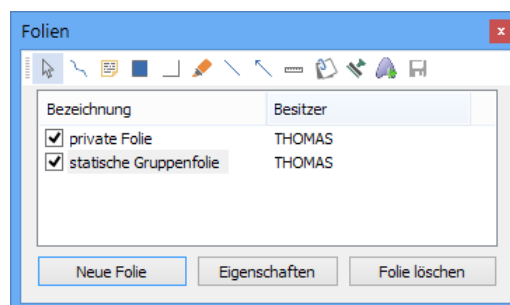 Folien
Bezeichnung Besitzer
private Folie THOMAS
statische Gruppenfolie THOMAS
Neue Folie Eigenschaften Folie löschen